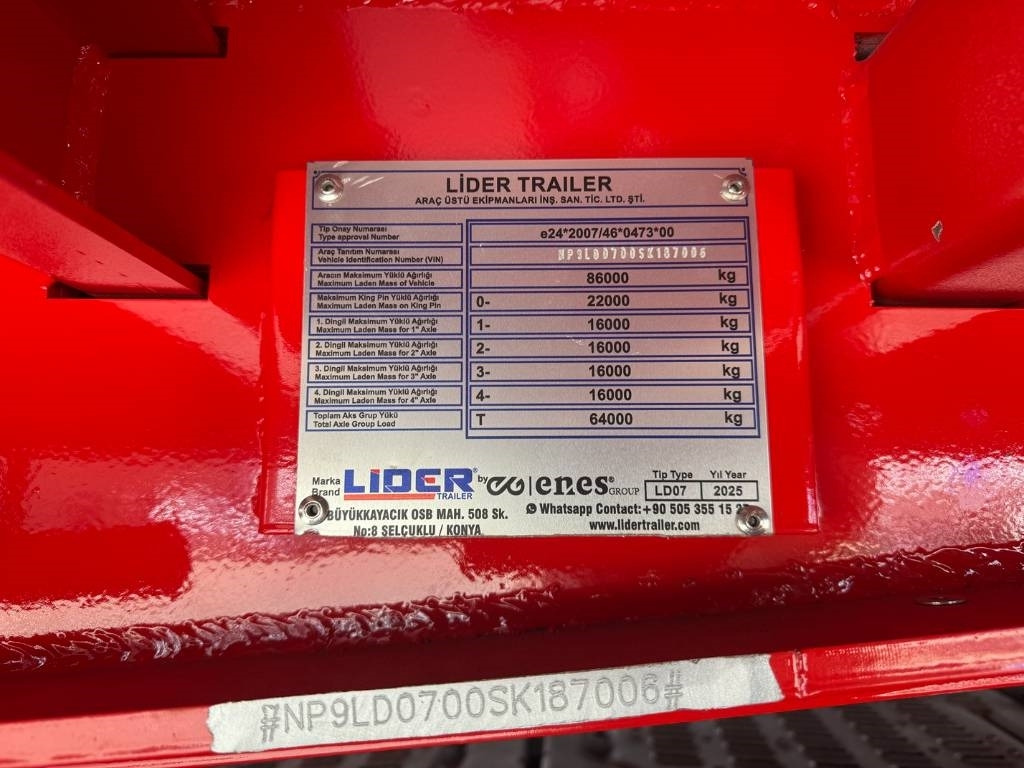 LİDER TRAILER
ARAÇ ÜSTÜ EKİPMANLARI İNŞ. SAN. TİC. LTD. ŞTİ.
Tip Onay Numarası
Type approval Number
e24*2007/46*0473*00
Araç Tanıtım Numarası
Vehicle Identification Number (VIN)
NP9LD0700SK187006
Aracın Maksimum Yüklü Ağırlığı
Maximum Laden Mass of Vehicle
86000 kg
Maksimum King Pin Yüklü Ağırlığı
Maximum Laden Mass on King Pin
0- 22000 kg
1. Dingil Maksimum Yüklü Ağırlığı
Maximum Laden Mass for 1" Axle
1- 16000 kg
2. Dingil Maksimum Yüklü Ağırlığı
Maximum Laden Mass for 2" Axle
2- 16000 kg
3. Dingil Maksimum Yüklü Ağırlığı
Maximum Laden Mass for 3" Axle
3- 16000 kg
4. Dingil Maksimum Yüklü Ağırlığı
Maximum Laden Mass for 4" Axle
4- 16000 kg
Toplam Aks Grup Yükü
Total Axle Group Load
T 64000 kg
Marka
Brand
LİDER®
TRAILER
by enes® GROUP
Tip Type Yıl Year
LD07 2025
BÜYÜKKAYACIK OSB MAH. 508 Sk.
No:8 SELÇUKLU / KONYA
Whatsapp Contact: +90 505 355 15
www.lidertrailer.com
#NP9LD0700SK187006#